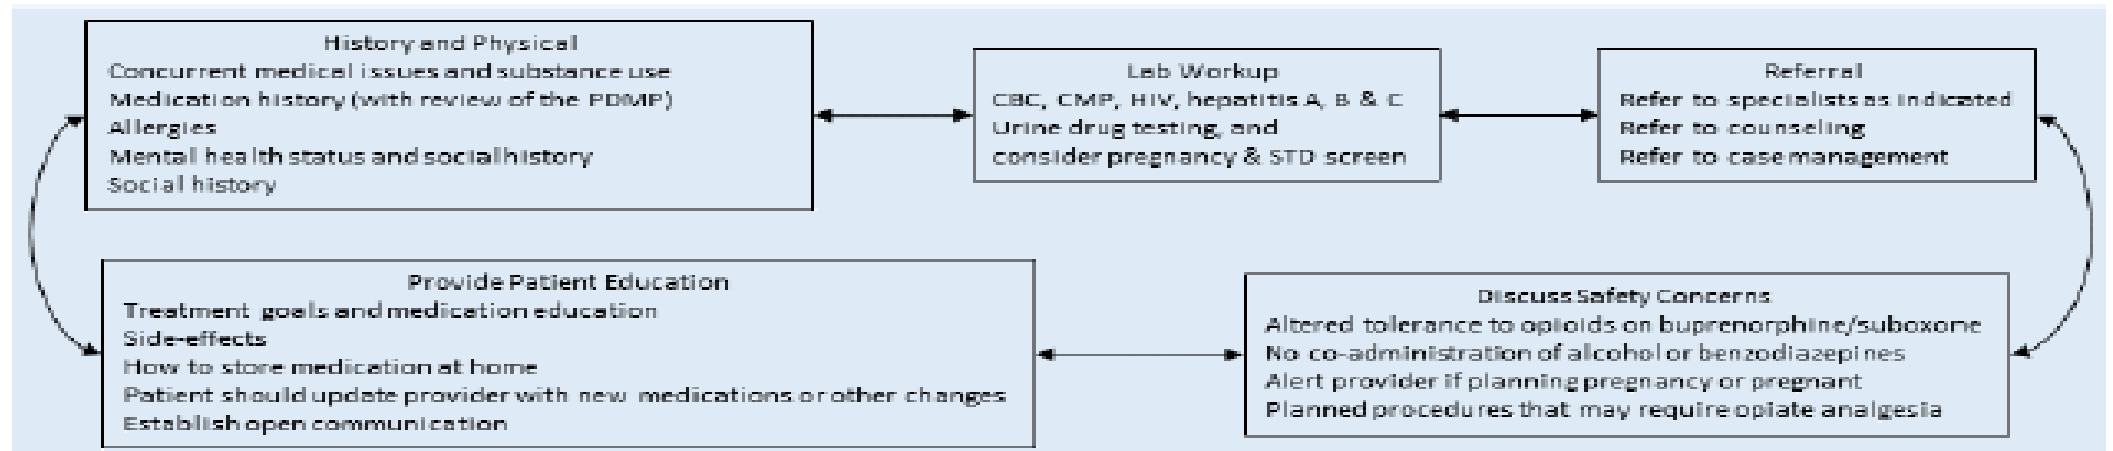 History and Physical
Concurrent medical issues and substance use
Medication history (with review of the PDMP)
Allergies
Mental health status and social history
Social history
Lab Workup
CBC, CMP, HIV, hepatitis A, B & C
Urine drug testing, and
consider pregnancy & STD screen
Referral
Refer to specialists as indicated
Refer to counseling
Refer to case management
Provide Patient Education
Treatment goals and medication education
Side-effects
How to store medication at home
Patient should update provider with new medications or other changes
Establish open communication
Discuss Safety Concerns
Altered tolerance to opioids on buprenorphine/suboxome
No co-administration of alcohol or benzodiazepines
Alert provider if planning pregnancy or pregnant
Planned procedures that may require opiate analgesia